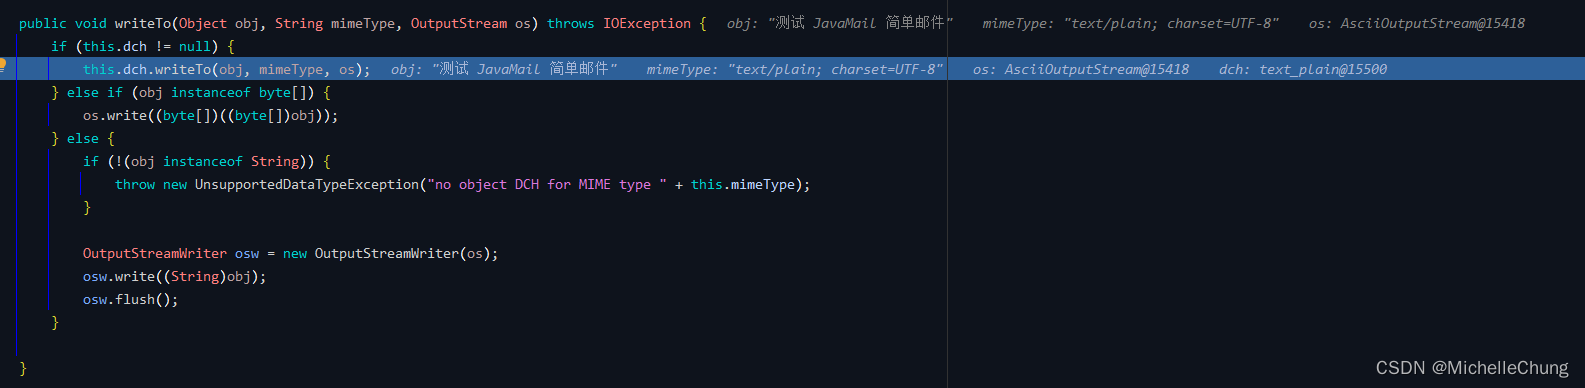 public void writeTo(Object obj, String mimeType, OutputStream os) throws IOException {   obj: "测试 JavaMail 简单邮件"    mimeType: "text/plain; charset=UTF-8"    os: AsciiOutputStream@15418
    if (this.dch != null) {
        this.dch.writeTo(obj, mimeType, os);   obj: "测试 JavaMail 简单邮件"    mimeType: "text/plain; charset=UTF-8"    os: AsciiOutputStream@15418    dch: text_plain@15500
    } else if (obj instanceof byte[]) {
        os.write((byte[])((byte[])obj));
    } else {
        if (!(obj instanceof String)) {
            throw new UnsupportedDataTypeException("no object DCH for MIME type " + this.mimeType);
        }
        OutputStreamWriter osw = new OutputStreamWriter(os);
        osw.write((String)obj);
        osw.flush();
    }
}
CSDN @MichelleChung